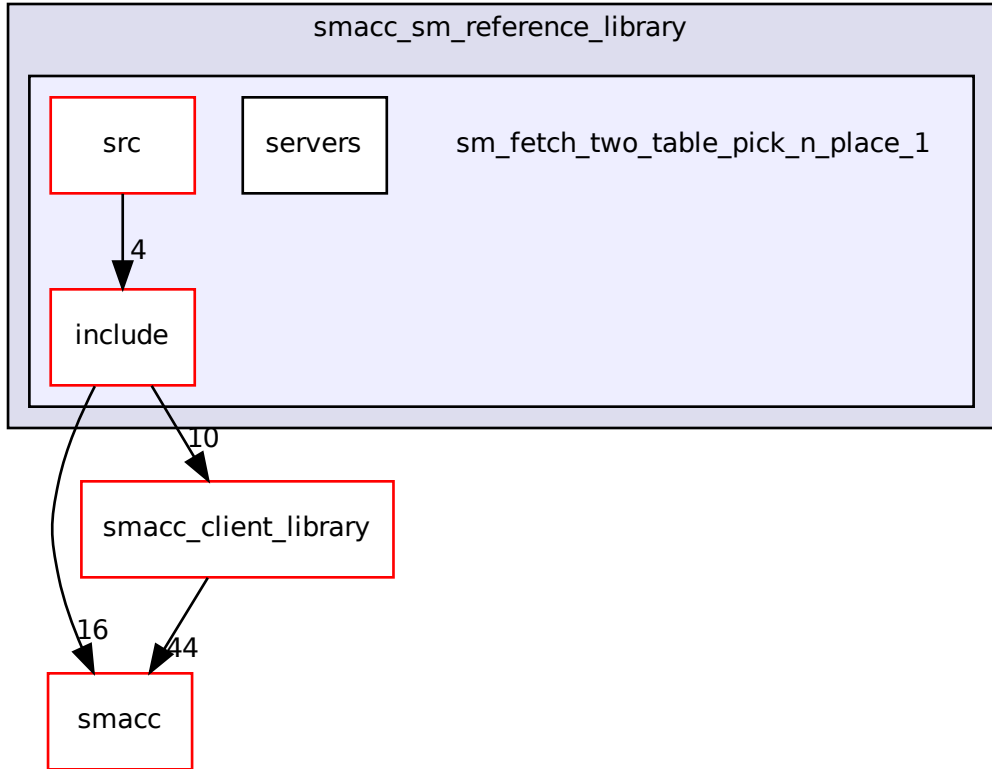 smacc_sm_reference_library
src
servers
sm_fetch_two_table_pick_n_place_1
4
include
10
smacc_client_library
16
44
smacc